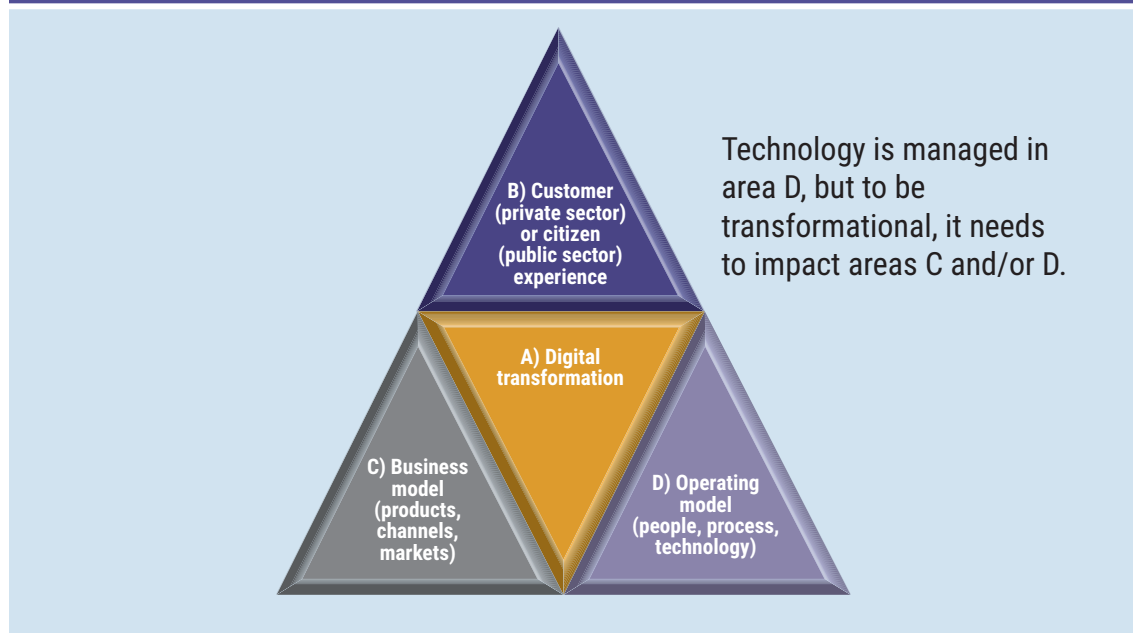 B) Customer
(private sector)
or citizen
(public sector)
experience
Technology is managed in
area D, but to be
transformational, it needs
to impact areas C and/or D.
A) Digital
transformation
C) Business
model
(products,
channels,
markets)
D) Operating
model
(people, process,
technology)